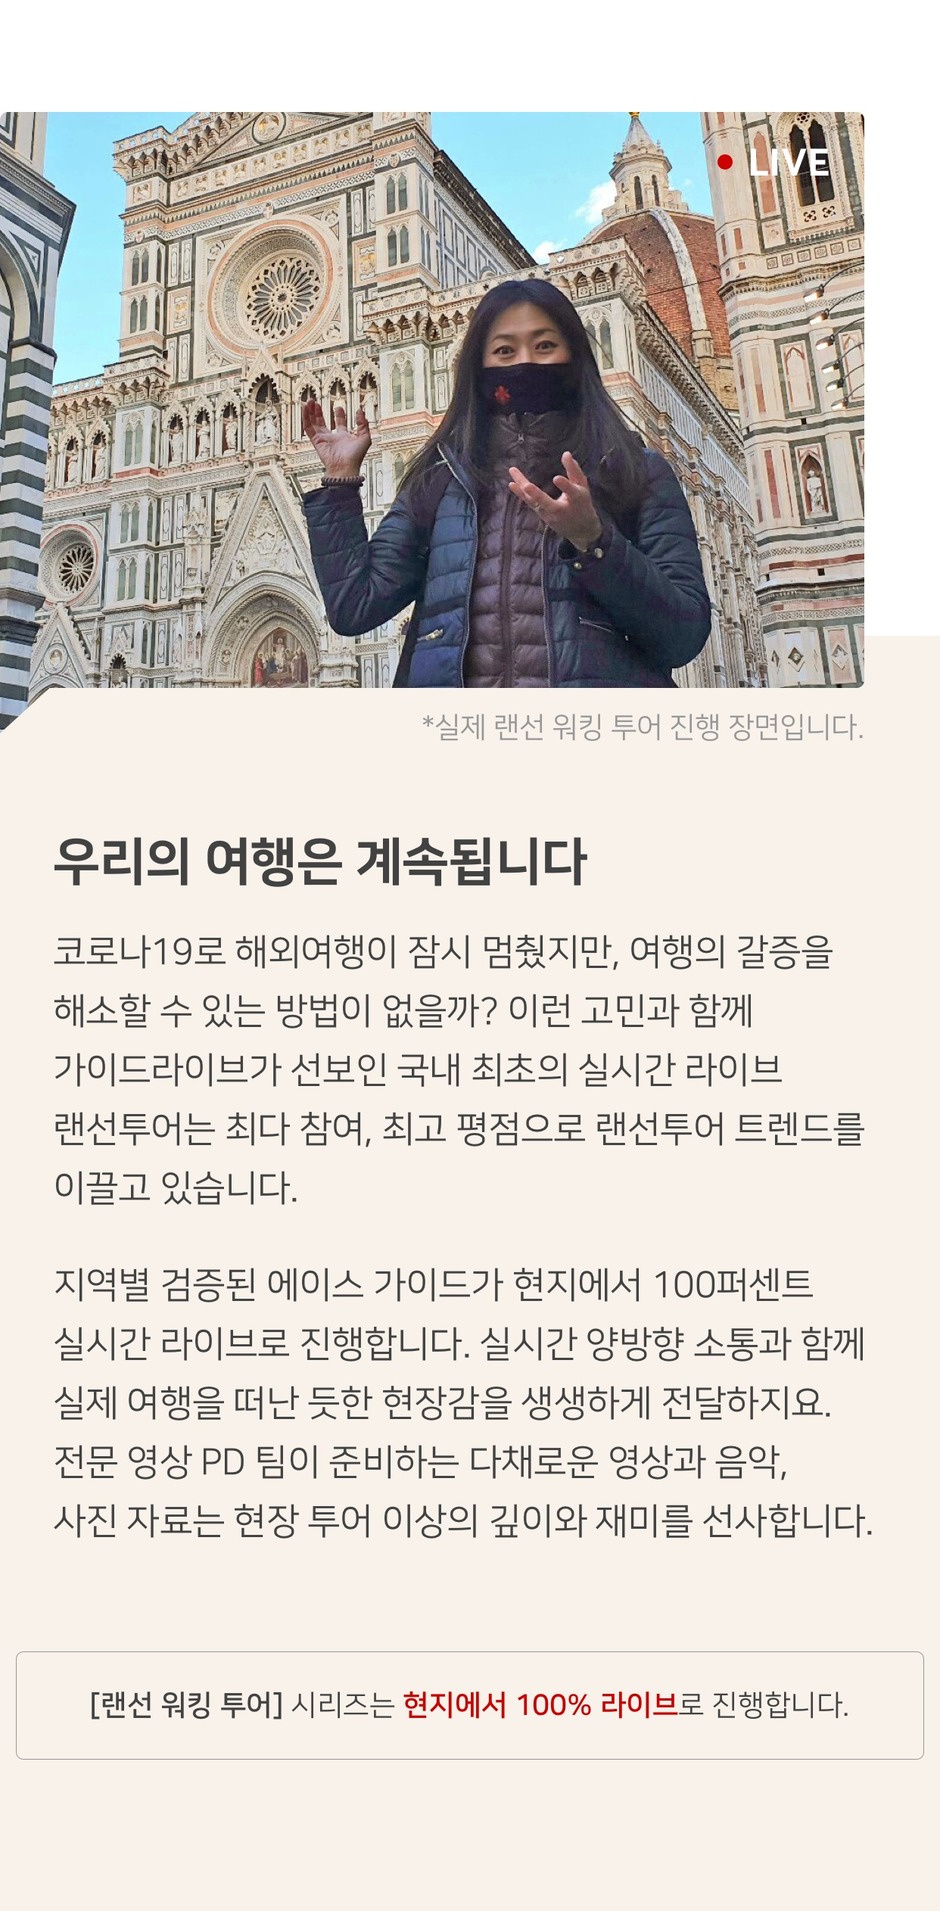 LIVE
*실제 랜선 워킹 투어 진행 장면입니다.
우리의 여행은 계속됩니다
코로나19로 해외여행이 잠시 멈췄지만, 여행의 갈증을
해소할 수 있는 방법이 없을까? 이런 고민과 함께
가이드라이브가 선보인 국내 최초의 실시간 라이브
랜선투어는 최다 참여, 최고 평점으로 랜선투어 트렌드를
이끌고 있습니다.
지역별 검증된 에이스 가이드가 현지에서 100퍼센트
실시간 라이브로 진행합니다. 실시간 양방향 소통과 함께
실제 여행을 떠난 듯한 현장감을 생생하게 전달하지요.
전문 영상 PD 팀이 준비하는 다채로운 영상과 음악,
사진 자료는 현장 투어 이상의 깊이와 재미를 선사합니다.
[랜선 워킹 투어] 시리즈는 현지에서 100% 라이브로 진행합니다.